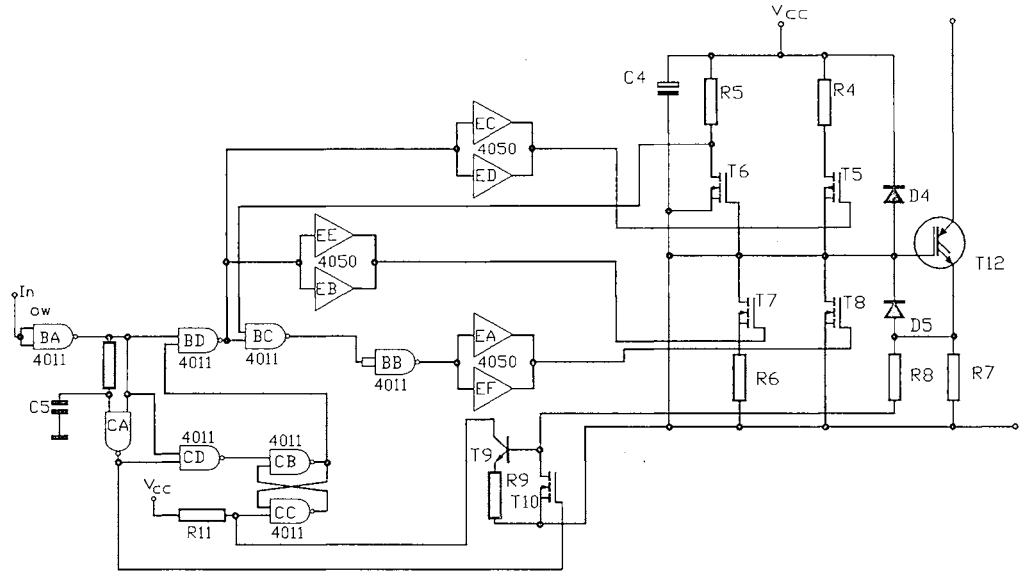 VCC
C4
R5
R4
EC
4050
ED
T6
T5
D4
EE
4050
EB
T12
In
ow
BA
4011
BD
4011
BC
4011
BB
4011
EA
4050
EF
T7
T8
D5
R6
R8
R7
C5
CA
4011
CD
4011
CB
T9
R9
T10
VCC
R11
CC
4011